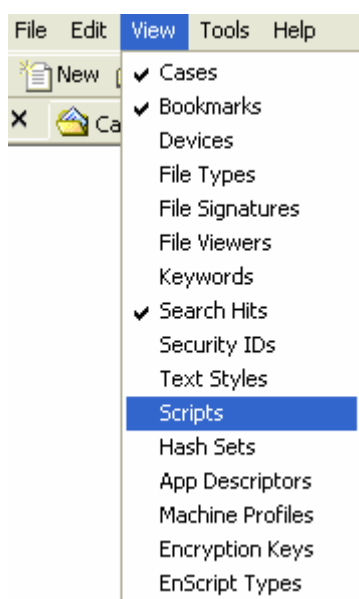 File Edit View Tools Help
New
Cases
Ca
Bookmarks
Devices
File Types
File Signatures
File Viewers
Keywords
Search Hits
Security IDs
Text Styles
Scripts
Hash Sets
App Descriptors
Machine Profiles
Encryption Keys
EnScript Types